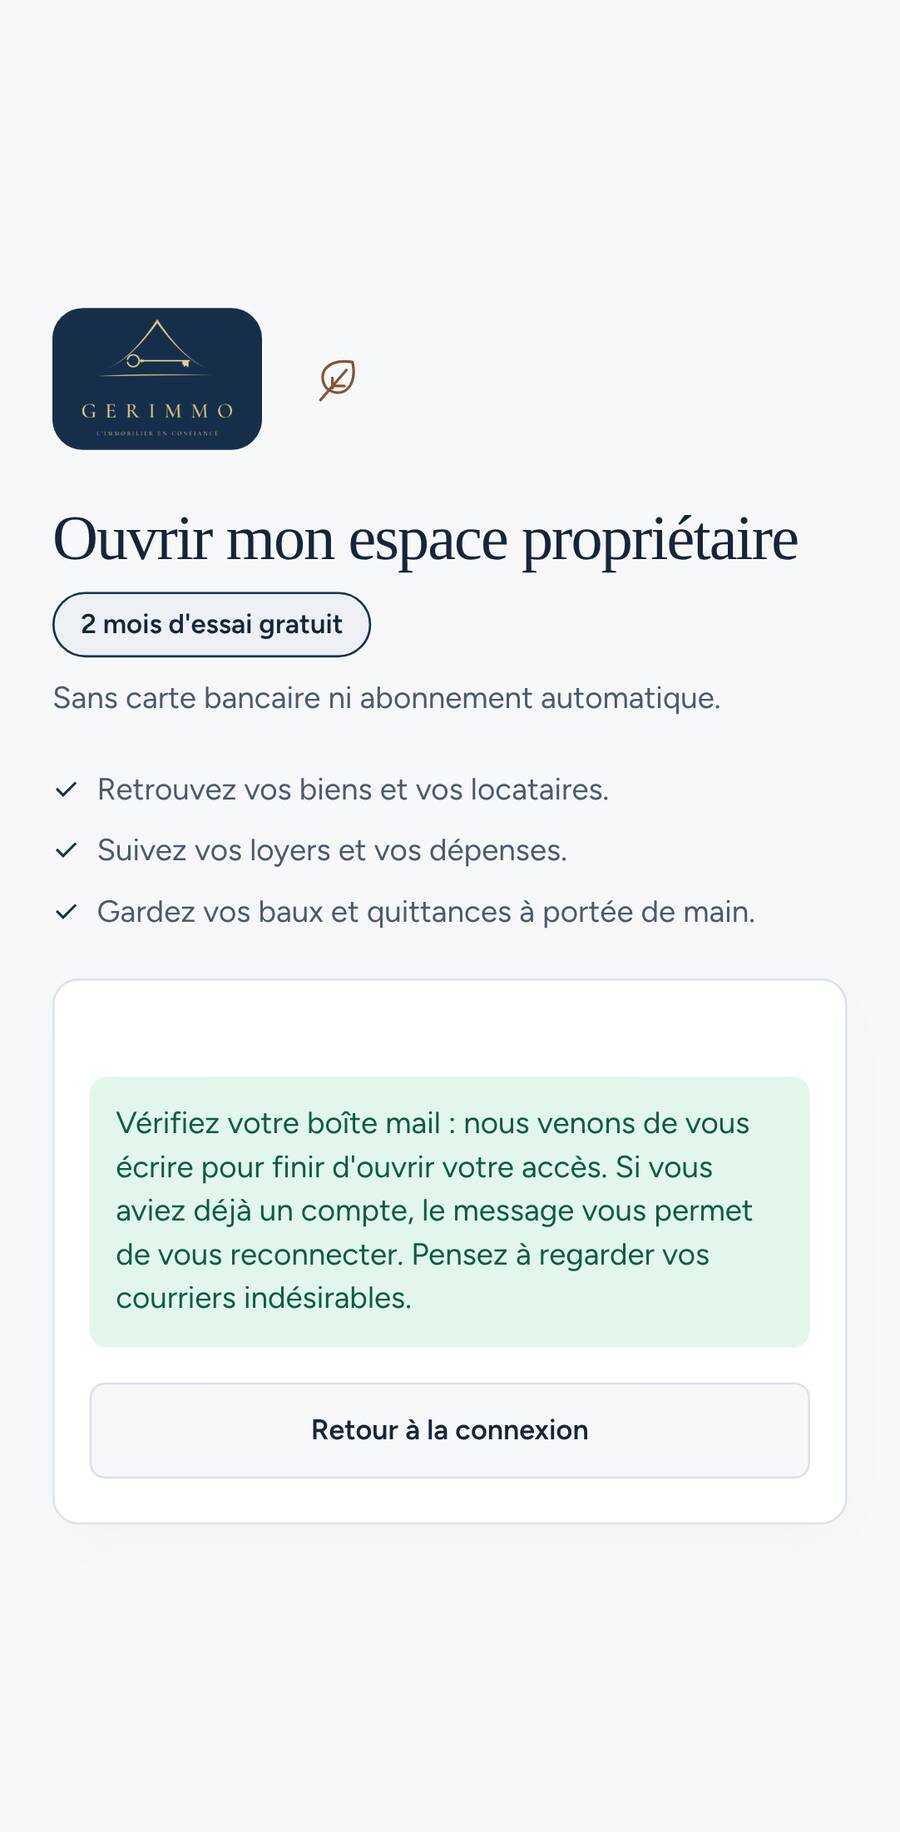 GERIMMO
L'IMMOBILIER EN CONFIANCE
Ouvrir mon espace propriétaire
2 mois d'essai gratuit
Sans carte bancaire ni abonnement automatique.
Retrouvez vos biens et vos locataires.
Suivez vos loyers et vos dépenses.
Gardez vos baux et quittances à portée de main.
Vérifiez votre boîte mail : nous venons de vous
écrire pour finir d'ouvrir votre accès. Si vous
aviez déjà un compte, le message vous permet
de vous reconnecter. Pensez à regarder vos
courriers indésirables.
Retour à la connexion